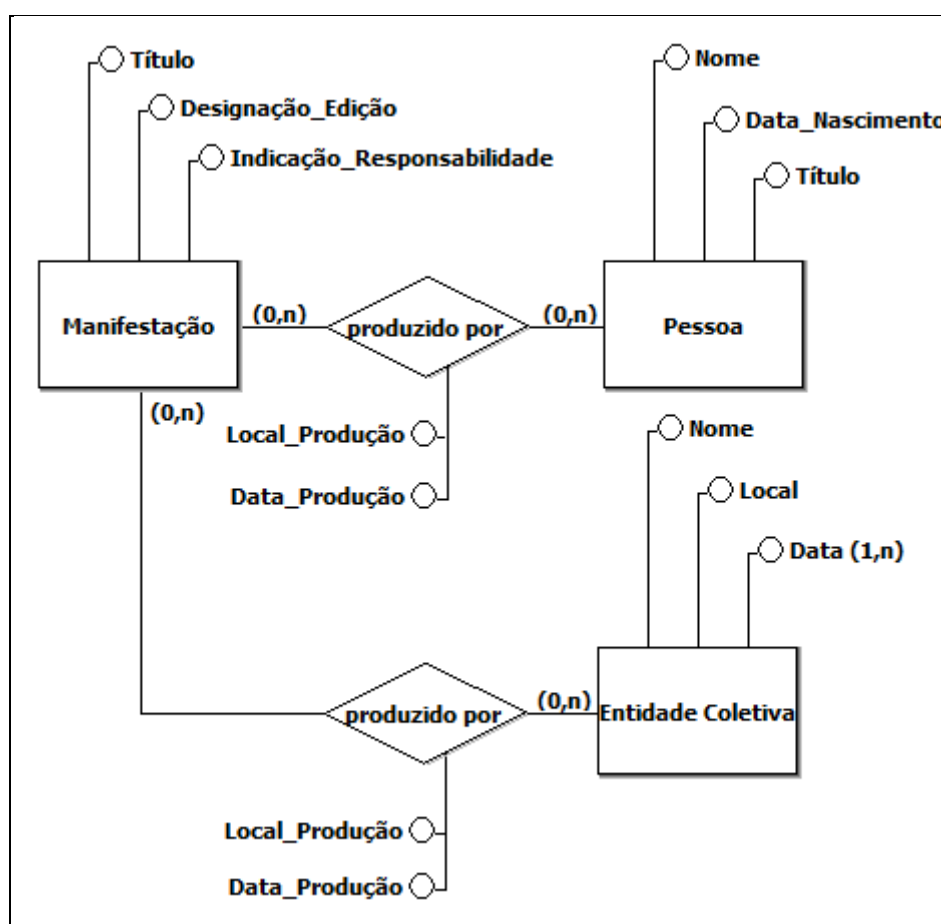 Título
Nome
Designação_Edição
Data_Nascimento
Indicação_Responsabilidade
Título
Manifestação
(0,n)
produzido por
(0,n)
Pessoa
(0,n)
Local_Produção
Nome
Data_Produção
Local
Data (1,n)
produzido por
(0,n)
Entidade Coletiva
Local_Produção
Data_Produção